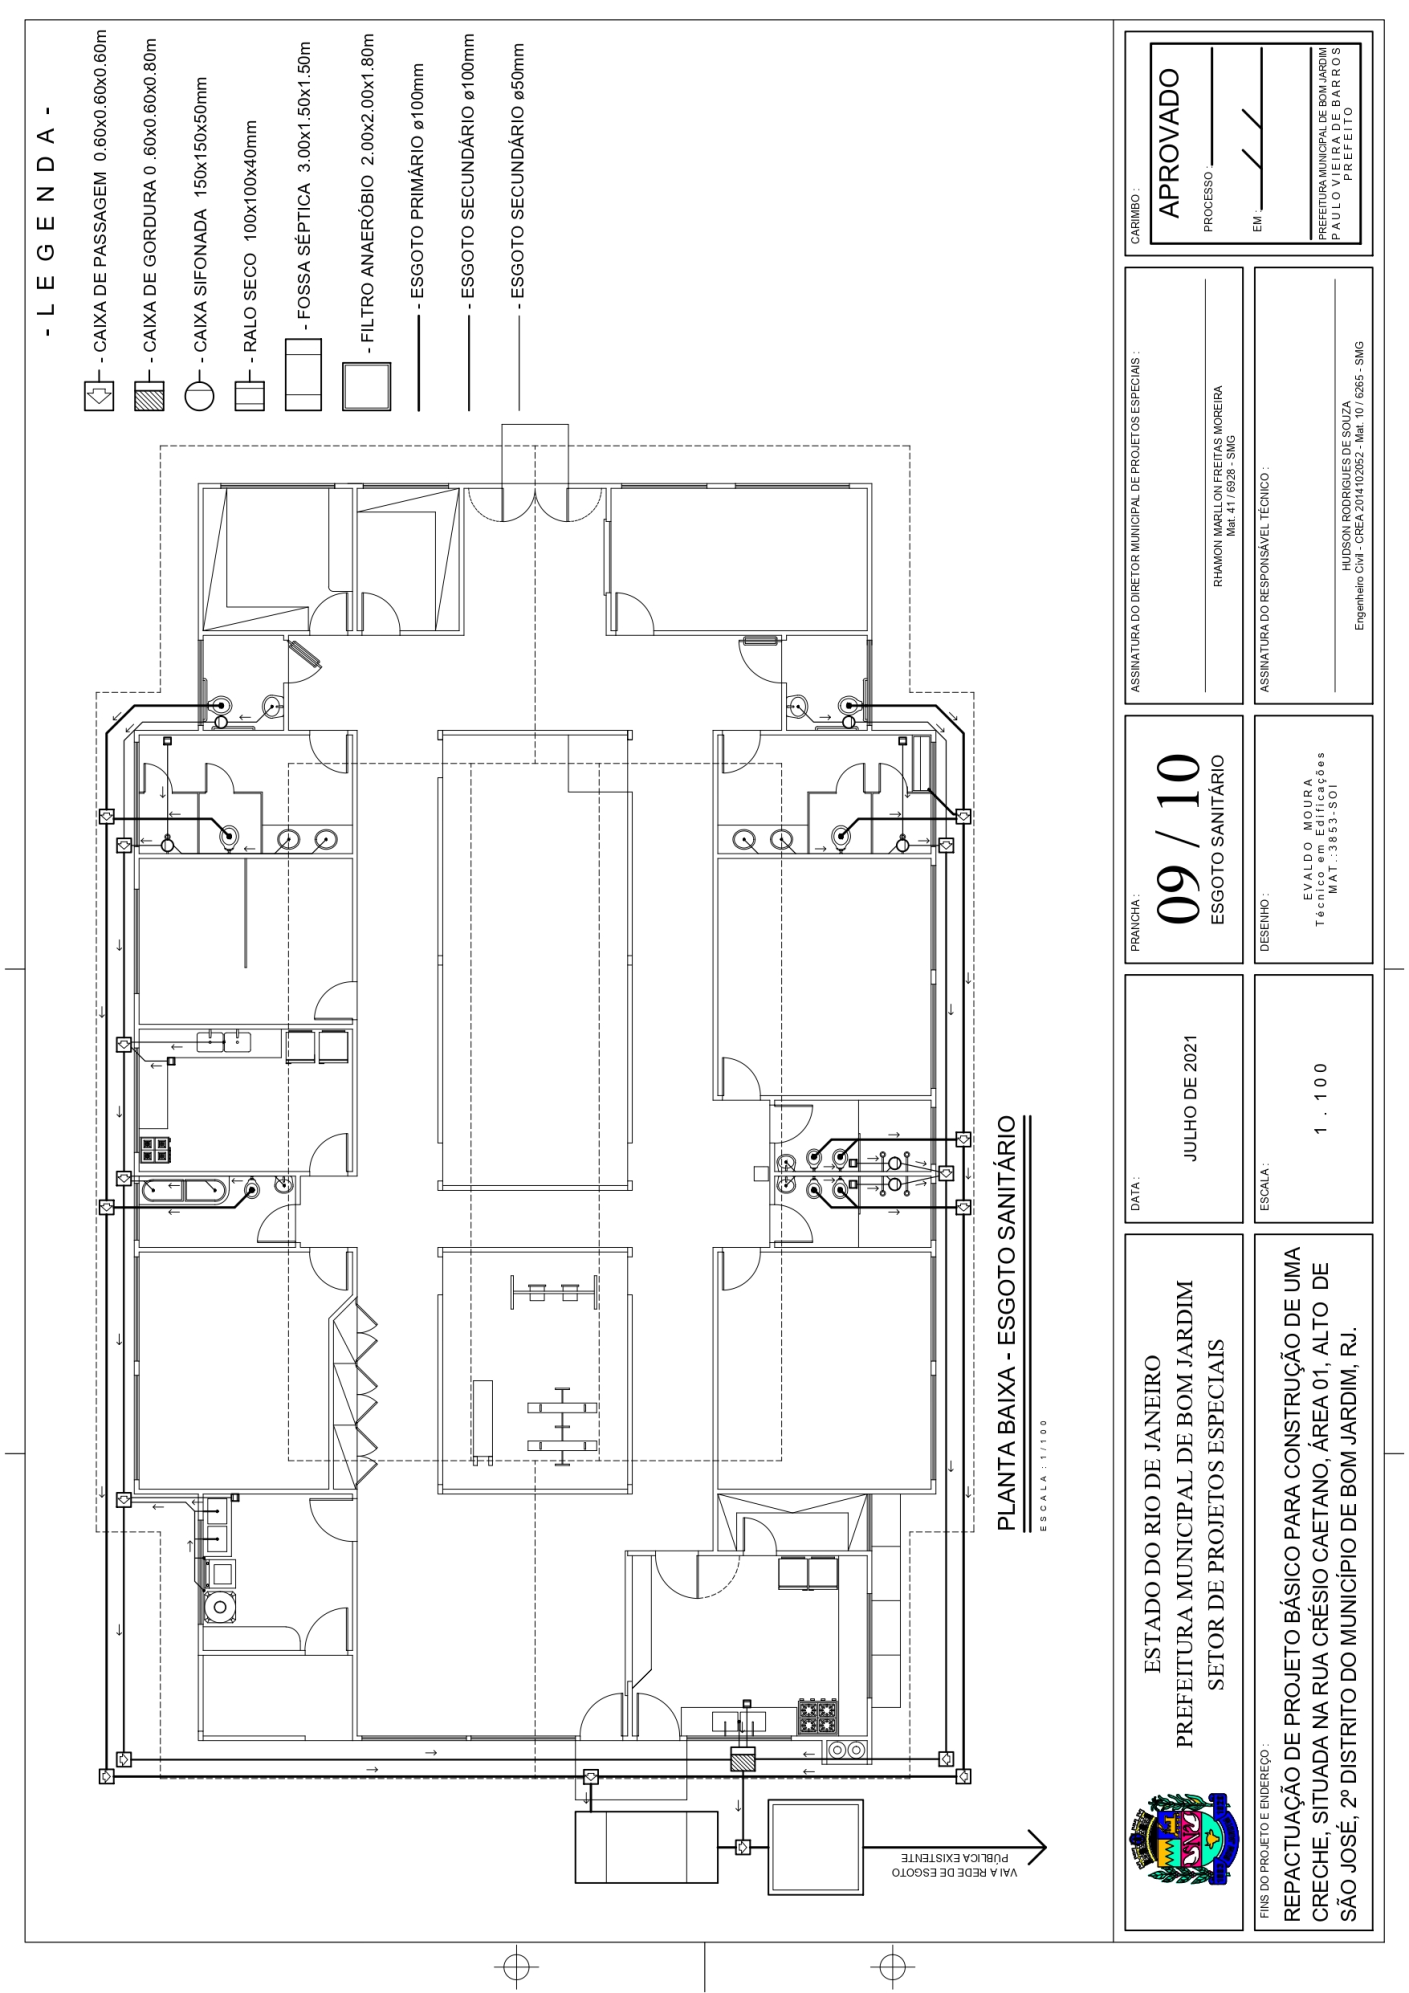 - L E G E N D A -
- CAIXA DE PASSAGEM 0.60x0.60x0.60m
- CAIXA DE GORDURA 0 .60x0.60x0.80m
- CAIXA SIFONADA 150x150x50mm
- RALO SECO 100x100x40mm
- FOSSA SÉPTICA 3.00x1.50x1.50m
- FILTRO ANAERÓBIO 2.00x2.00x1.80m
- ESGOTO PRIMÁRIO ø100mm
- ESGOTO SECUNDÁRIO ø100mm
- ESGOTO SECUNDÁRIO ø50mm
VAI A REDE DE ESGOTO
PÚBLICA EXISTENTE
PLANTA BAIXA - ESGOTO SANITÁRIO
ESCALA : 1/100
ESTADO DO RIO DE JANEIRO
PREFEITURA MUNICIPAL DE BOM JARDIM
SETOR DE PROJETOS ESPECIAIS
FINS DO PROJETO E ENDEREÇO :
REPACTUAÇÃO DE PROJETO BÁSICO PARA CONSTRUÇÃO DE UMA
CRECHE, SITUADA NA RUA CRÉSIO CAETANO, ÁREA 01, ALTO DE
SÃO JOSÉ, 2º DISTRITO DO MUNICÍPIO DE BOM JARDIM, RJ.
DATA :
JULHO DE 2021
ESCALA :
1 . 100
PRANCHA :
09 / 10
ESGOTO SANITÁRIO
DESENHO :
EVALDO MOURA
Técnico em Edificações
MAT.:3853-SOI
ASSINATURA DO DIRETOR MUNICIPAL DE PROJETOS ESPECIAIS :
RHAMON MARLLON FREITAS MOREIRA
Mat. 41 / 6928 - SMG
ASSINATURA DO RESPONSÁVEL TÉCNICO :
HUDSON RODRIGUES DE SOUZA
Engenheiro Civil - CREA 2014102052 - Mat. 10 / 6265 - SMG
CARIMBO :
APROVADO
PROCESSO :
EM :
PREFEITURA MUNICIPAL DE BOM JARDIM
PAULO VIEIRA DE BARROS
PREFEITO